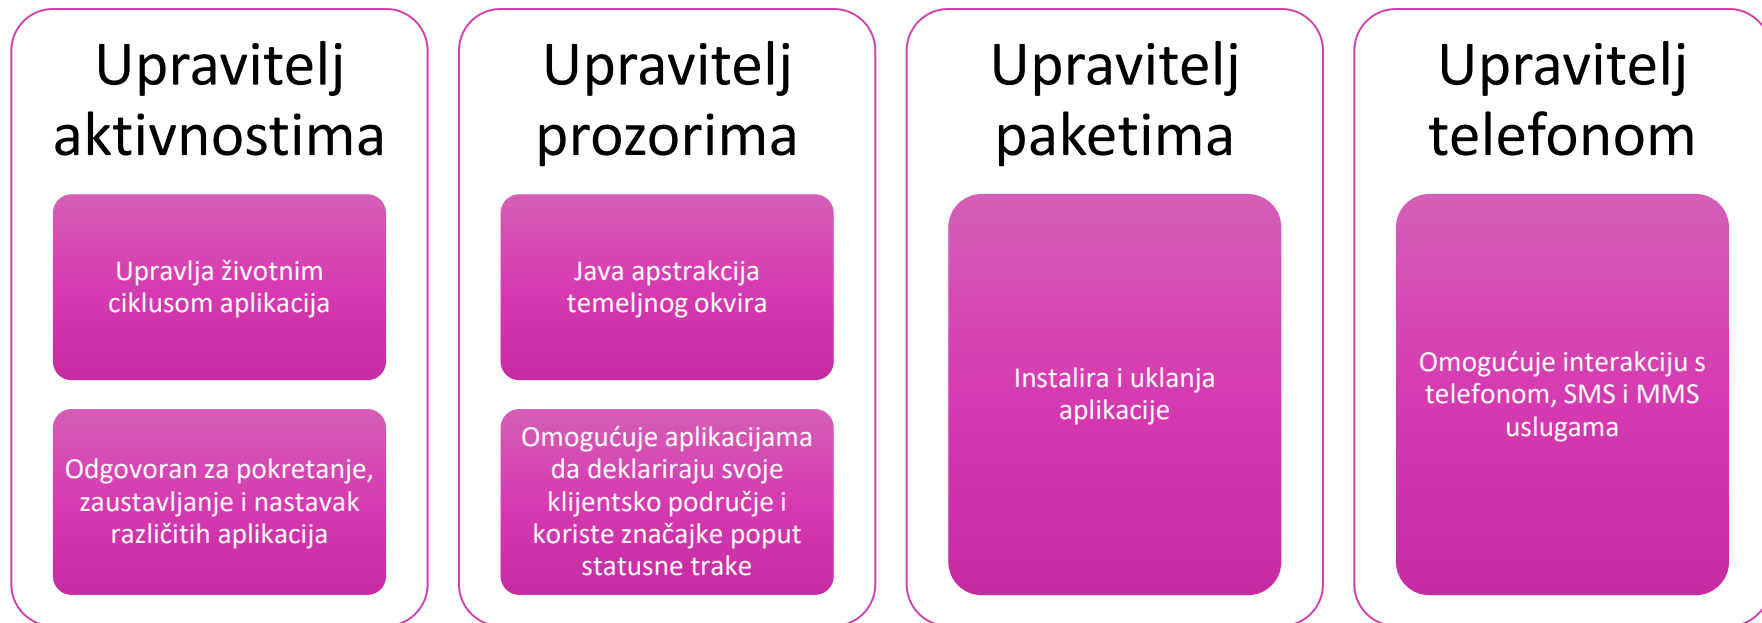 Upravitelj
aktivnostima
Upravlja životnim
ciklusom aplikacija
Odgovoran za pokretanje,
zaustavljanje i nastavak
različitih aplikacija
Upravitelj
prozorima
Java apstrakcija
temeljnog okvira
Omogućuje aplikacijama
da deklariraju svoje
klijentsko područje i
koriste značajke poput
statusne trake
Upravitelj
paketima
Instalira i uklanja
aplikacije
Upravitelj
telefonom
Omogućuje interakciju s
telefonom, SMS i MMS
uslugama